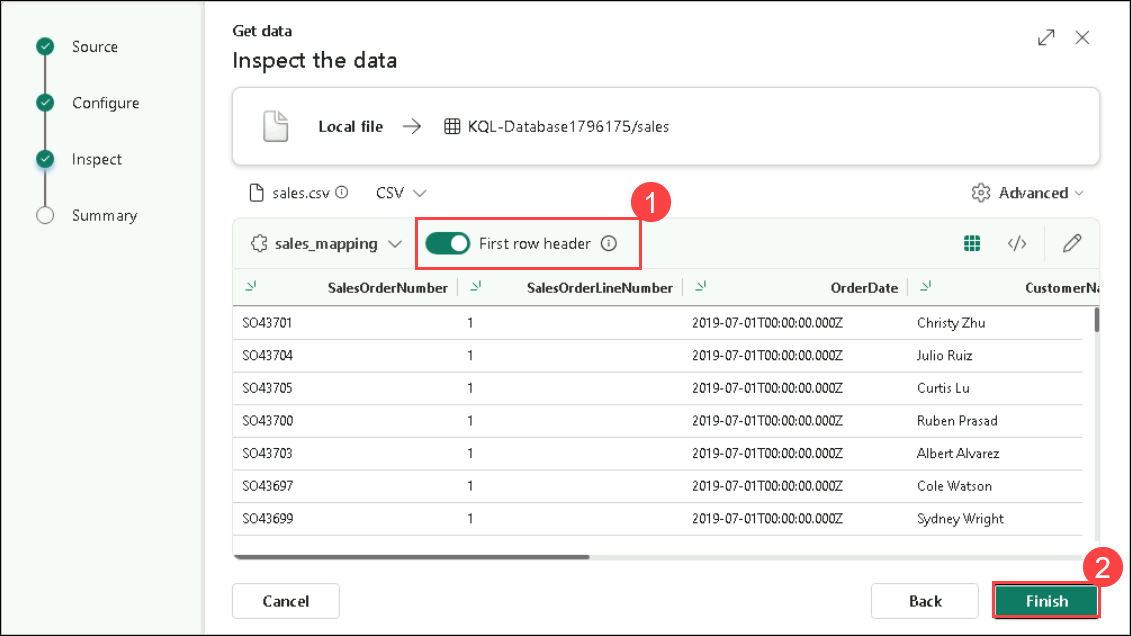 Source
Configure
Inspect
Summary
Get data
Inspect the data
Local file → KQL-Database1796175/sales
sales.csv CSV Advanced
1
sales_mapping First row header </>
SalesOrderNumber SalesOrderLineNumber OrderDate CustomerNa
SO43701 1 2019-07-01T00:00:00.000Z Christy Zhu
SO43704 1 2019-07-01T00:00:00.000Z Julio Ruiz
SO43705 1 2019-07-01T00:00:00.000Z Curtis Lu
SO43700 1 2019-07-01T00:00:00.000Z Ruben Prasad
SO43703 1 2019-07-01T00:00:00.000Z Albert Alvarez
SO43697 1 2019-07-01T00:00:00.000Z Cole Watson
SO43699 1 2019-07-01T00:00:00.000Z Sydney Wright
2
Cancel Back Finish